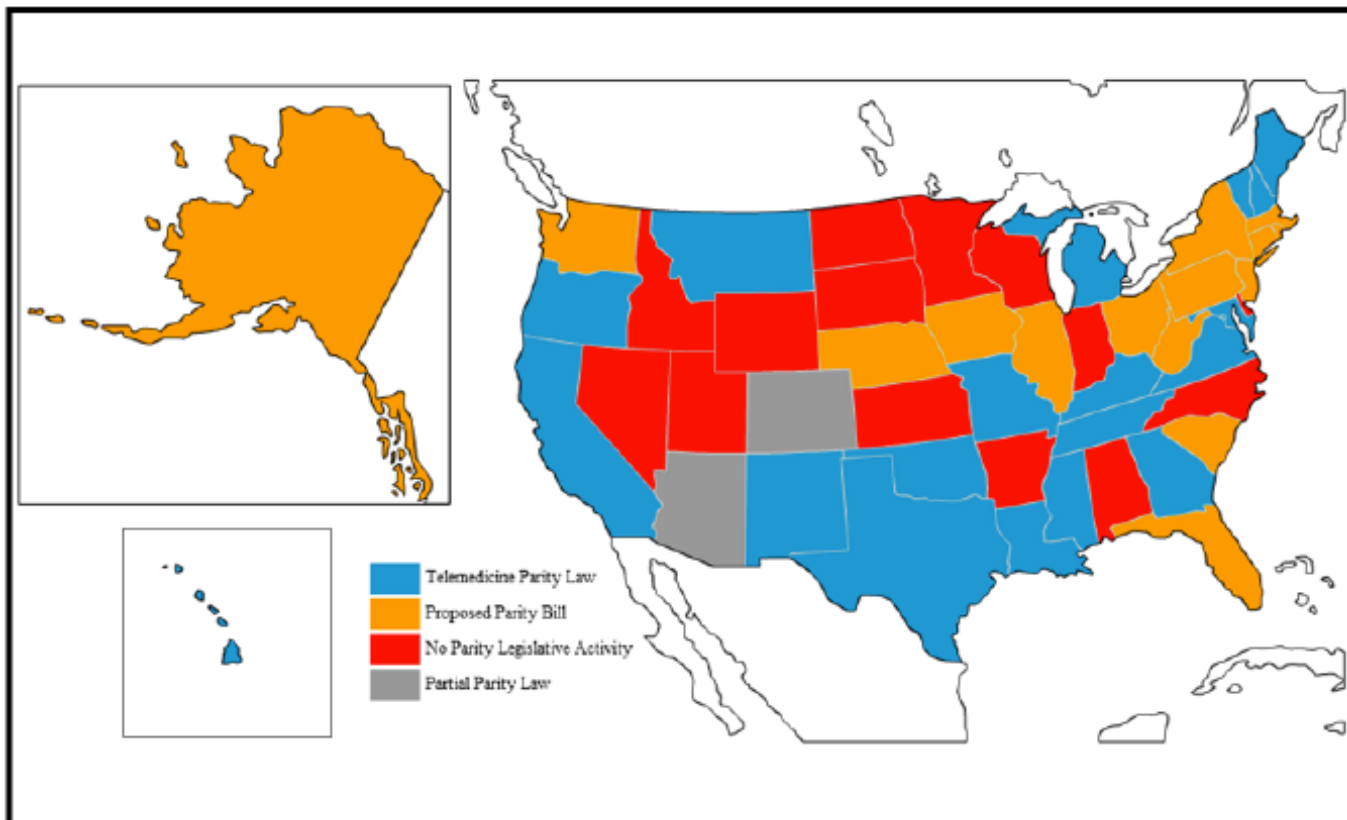 Telemedicine Parity Law
Proposed Parity Bill
No Parity Legislative Activity
Partial Parity Law